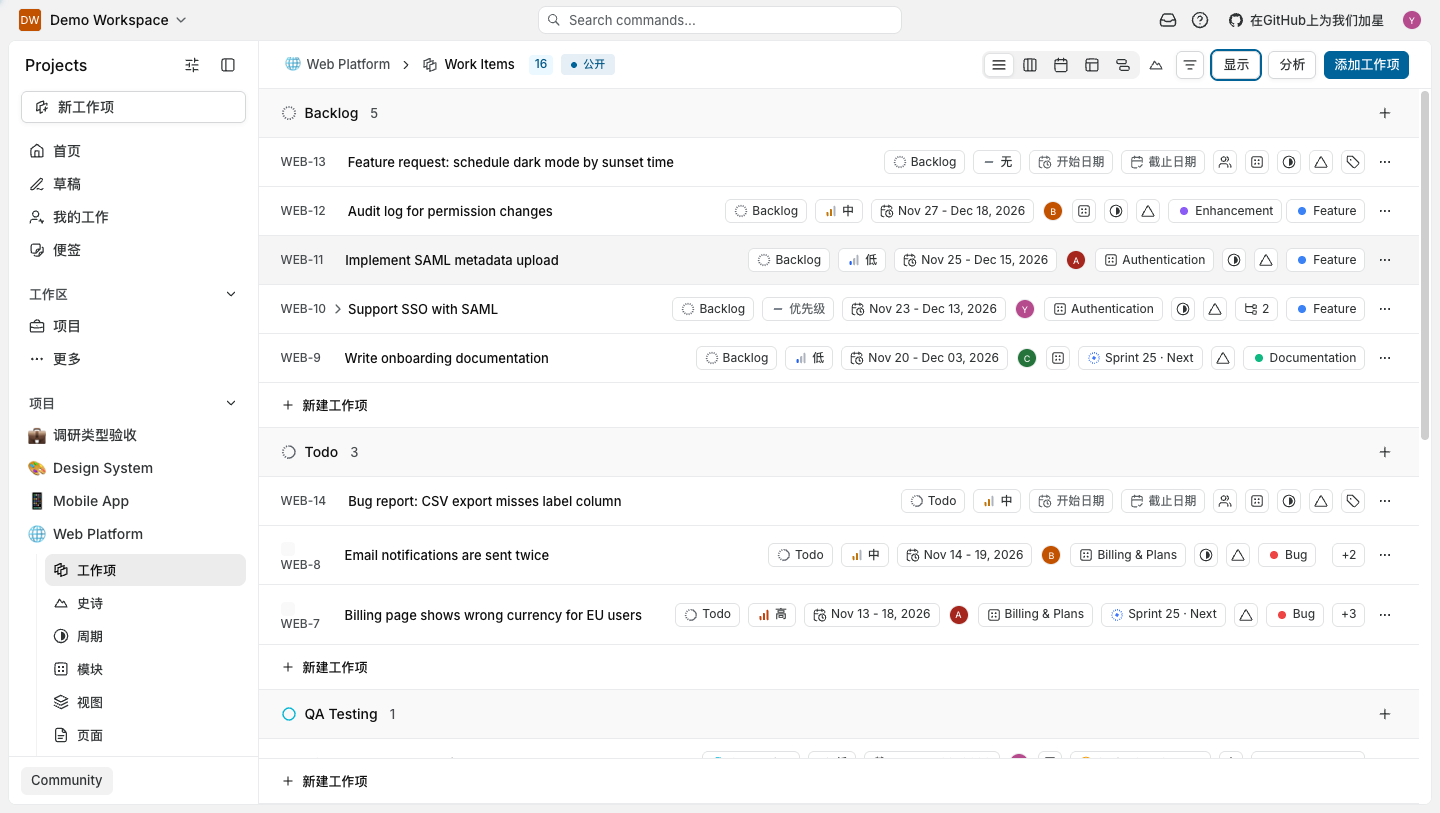 DW Demo Workspace
Search commands...
在GitHub上为我们加星
Y
Projects
新工作项
首页
草稿
我的工作
便签
工作区
项目
更多
项目
调研类型验收
Design System
Mobile App
Web Platform
工作项
史诗
周期
模块
视图
页面
Community
Web Platform Work Items 16 公开
显示 分析 添加工作项
Backlog 5
WEB-13 Feature request: schedule dark mode by sunset time Backlog 无 开始日期 截止日期
WEB-12 Audit log for permission changes Backlog 中 Nov 27 - Dec 18, 2026 B Enhancement Feature
WEB-11 Implement SAML metadata upload Backlog 低 Nov 25 - Dec 15, 2026 A Authentication Feature
WEB-10 Support SSO with SAML Backlog 优先级 Nov 23 - Dec 13, 2026 Y Authentication 2 Feature
WEB-9 Write onboarding documentation Backlog 低 Nov 20 - Dec 03, 2026 C Sprint 25 · Next Documentation
新建工作项
Todo 3
WEB-14 Bug report: CSV export misses label column Todo 中 开始日期 截止日期
WEB-8 Email notifications are sent twice Todo 中 Nov 14 - 19, 2026 B Billing & Plans Bug +2
WEB-7 Billing page shows wrong currency for EU users Todo 高 Nov 13 - 18, 2026 A Billing & Plans Sprint 25 · Next Bug +3
新建工作项
QA Testing 1
新建工作项